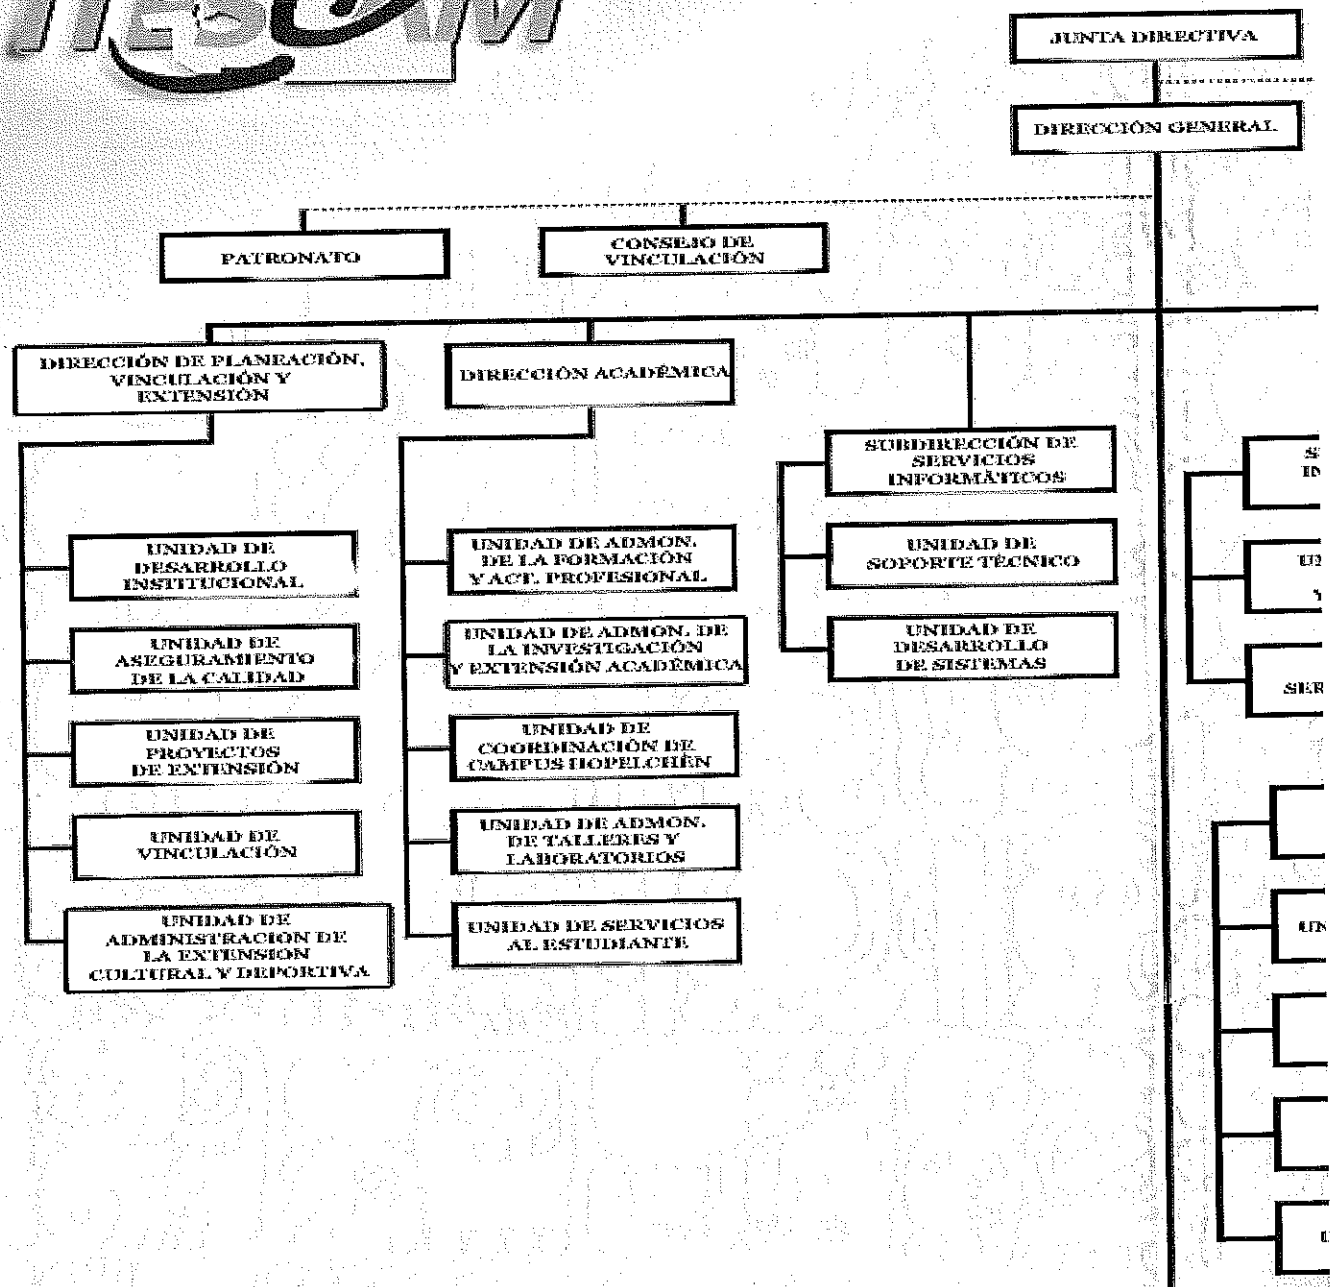 ITESCAM
JUNTA DIRECTIVA
DIRECCIÓN GENERAL
PATRONATO
CONSEJO DE
VINCULACIÓN
DIRECCIÓN DE PLANEACIÓN,
VINCULACIÓN Y
EXTENSIÓN
DIRECCIÓN ACADÉMICA
SUBDIRECCIÓN DE
SERVICIOS
INFORMÁTICOS
UNIDAD DE
DESARROLLO
INSTITUCIONAL
UNIDAD DE
ASEGURAMIENTO
DE LA CALIDAD
UNIDAD DE
PROYECTOS
DE EXTENSIÓN
UNIDAD DE
VINCULACIÓN
UNIDAD DE
ADMINISTRACIÓN DE
LA EXTENSIÓN
CULTURAL Y DEPORTIVA
UNIDAD DE ADMON.
DE LA FORMACIÓN
Y ACT. PROFESIONAL
UNIDAD DE ADMON. DE
LA INVESTIGACIÓN
Y EXTENSIÓN ACADÉMICA
UNIDAD DE
COORDINACIÓN DE
CAMPUS HOPELCHÉN
UNIDAD DE ADMON.
DE TALLERES Y
LABORATORIOS
UNIDAD DE SERVICIOS
AL ESTUDIANTE
UNIDAD DE
SOPORTE TÉCNICO
UNIDAD DE
DESARROLLO
DE SISTEMAS